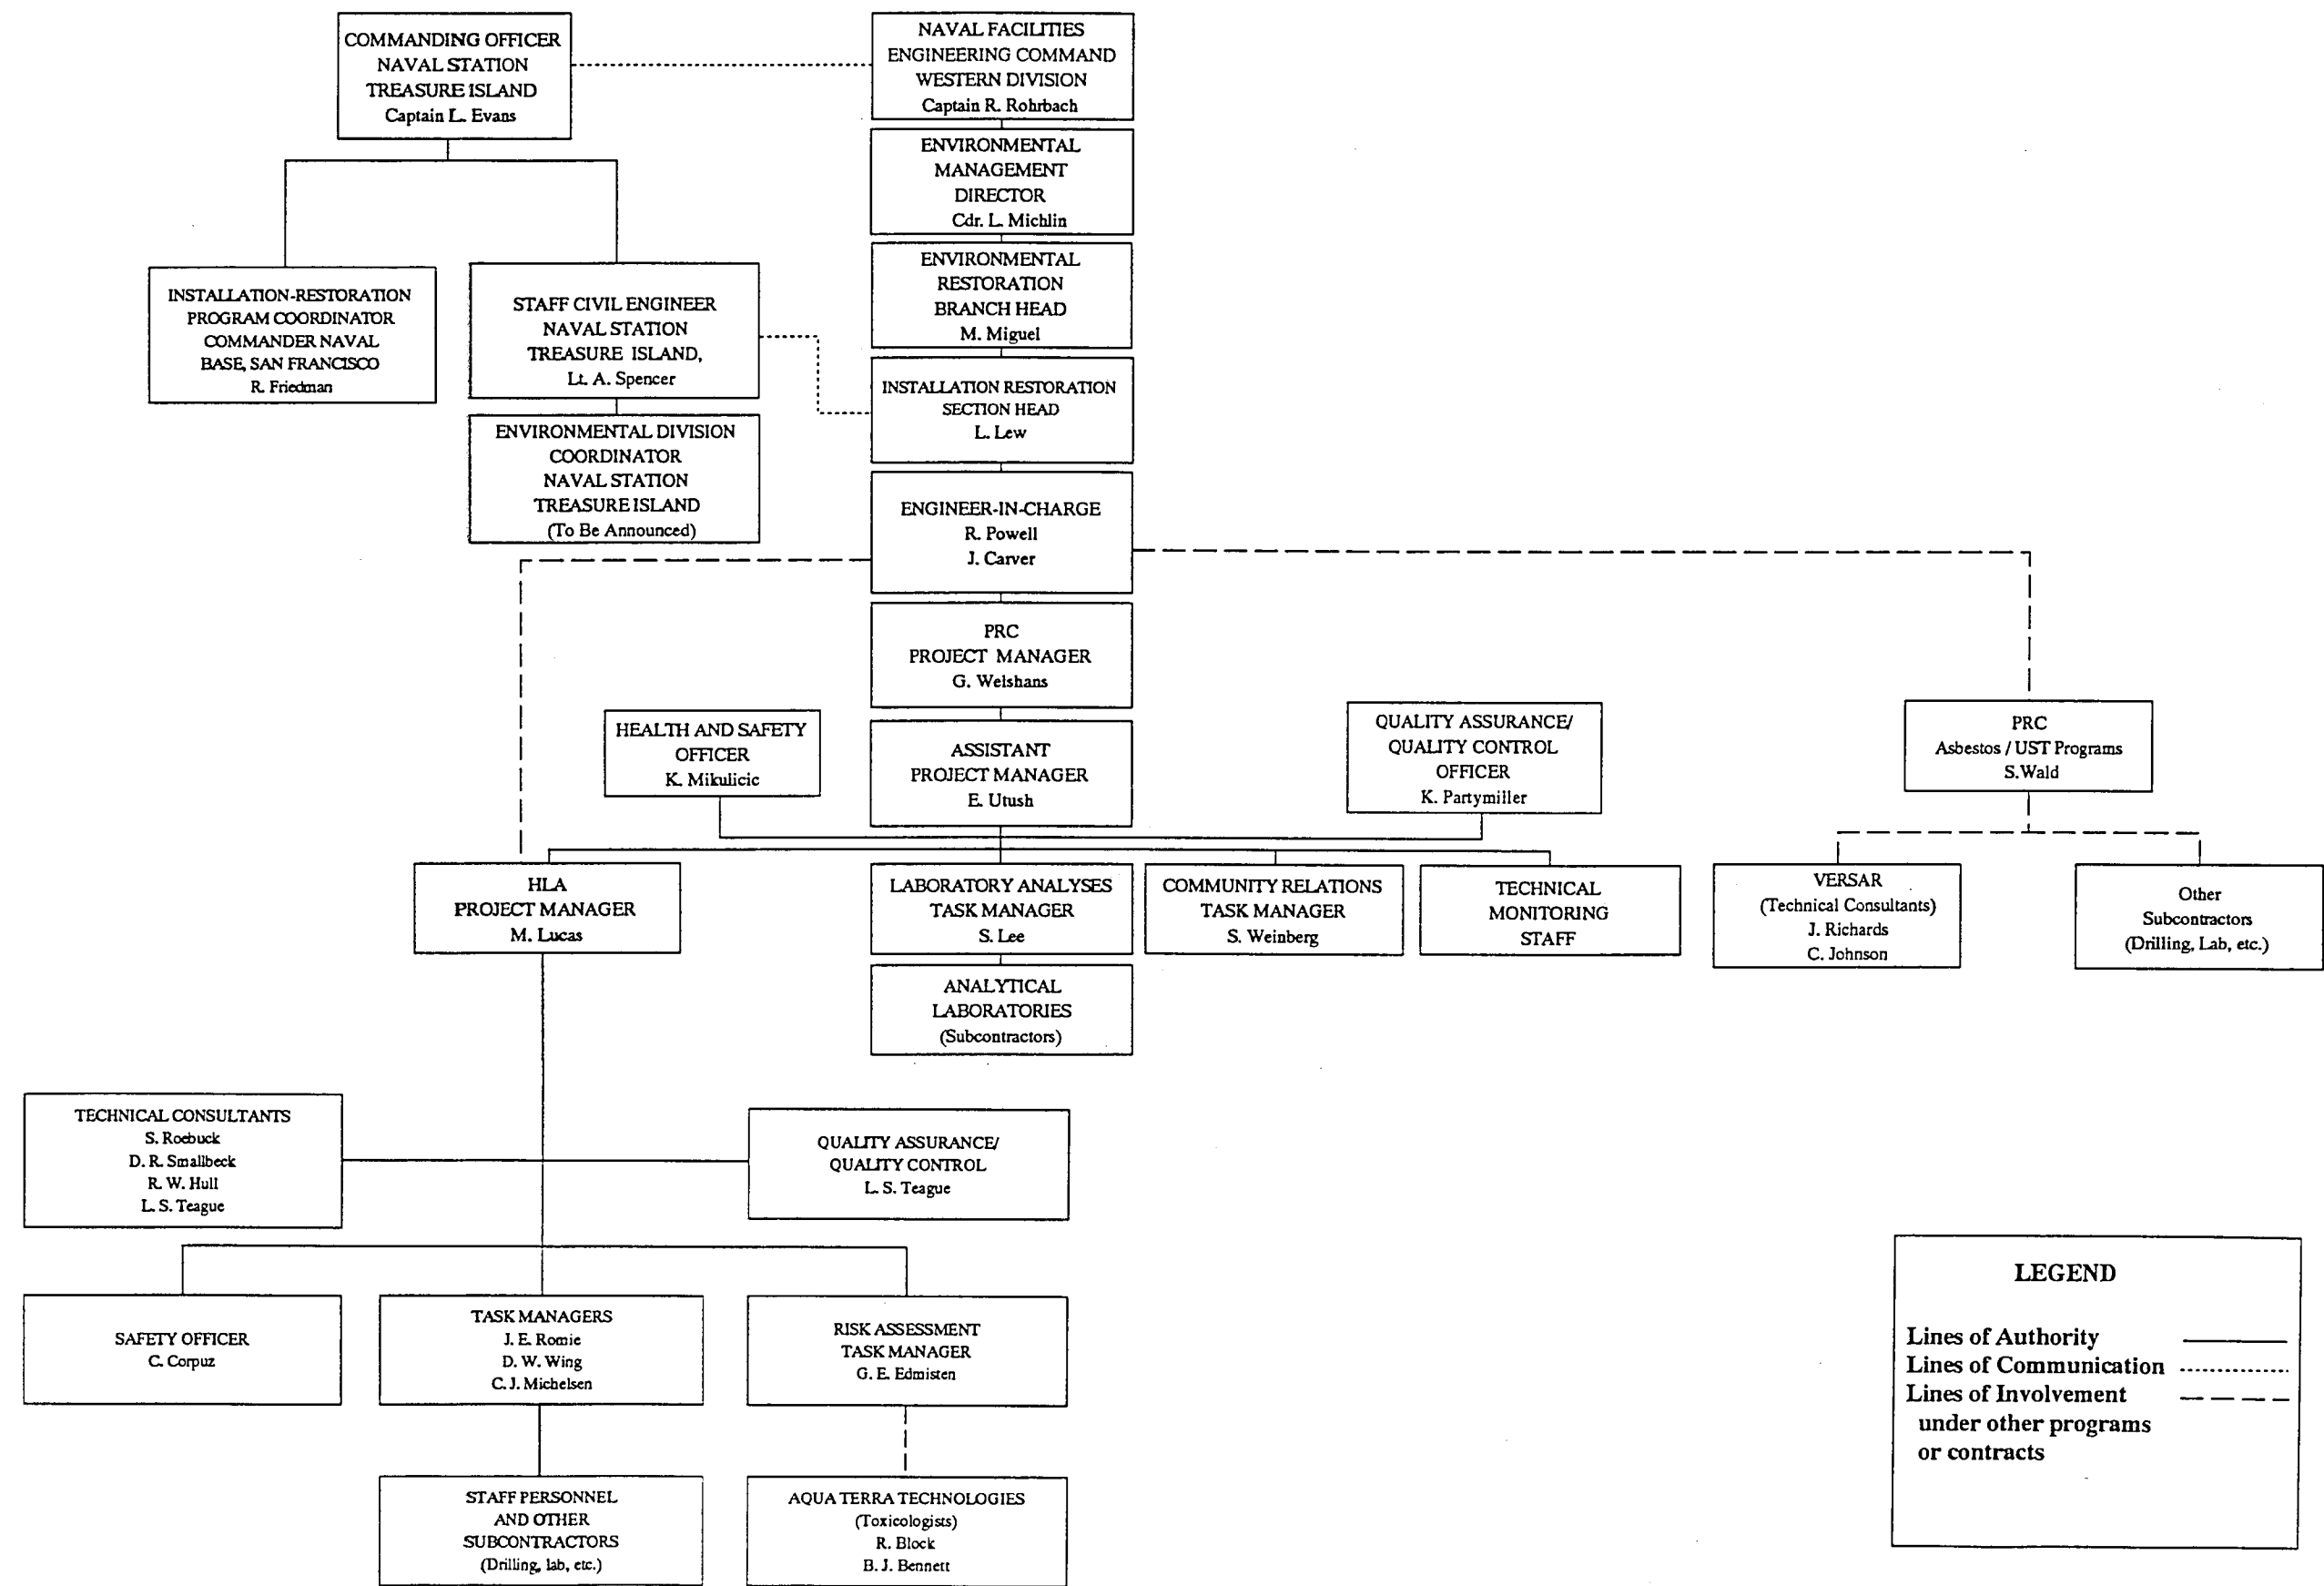 COMMANDING OFFICER
NAVAL STATION
TREASURE ISLAND
Captain L. Evans
NAVAL FACILITIES
ENGINEERING COMMAND
WESTERN DIVISION
Captain R. Rohrbach
ENVIRONMENTAL
MANAGEMENT
DIRECTOR
Cdr. L. Michlin
ENVIRONMENTAL
RESTORATION
BRANCH HEAD
M. Miguel
INSTALLATION-RESTORATION
PROGRAM COORDINATOR
COMMANDER NAVAL
BASE, SAN FRANCISCO
R. Friedman
STAFF CIVIL ENGINEER
NAVAL STATION
TREASURE ISLAND,
Lt. A. Spencer
INSTALLATION RESTORATION
SECTION HEAD
L. Lew
ENVIRONMENTAL DIVISION
COORDINATOR
NAVAL STATION
TREASURE ISLAND
(To Be Announced)
ENGINEER-IN-CHARGE
R. Powell
J. Carver
PRC
PROJECT MANAGER
G. Welshans
HEALTH AND SAFETY
OFFICER
K. Mikulicic
ASSISTANT
PROJECT MANAGER
E. Utush
QUALITY ASSURANCE/
QUALITY CONTROL
OFFICER
K. Partymiller
PRC
Asbestos / UST Programs
S.Wald
HLA
PROJECT MANAGER
M. Lucas
LABORATORY ANALYSES
TASK MANAGER
S. Lee
COMMUNITY RELATIONS
TASK MANAGER
S. Weinberg
TECHNICAL
MONITORING
STAFF
VERSAR
(Technical Consultants)
J. Richards
C. Johnson
Other
Subcontractors
(Drilling, Lab, etc.)
ANALYTICAL
LABORATORIES
(Subcontractors)
TECHNICAL CONSULTANTS
S. Roebuck
D. R. Smallbeck
R. W. Hull
L. S. Teague
QUALITY ASSURANCE/
QUALITY CONTROL
L. S. Teague
SAFETY OFFICER
C. Corpuz
TASK MANAGERS
J. E. Romie
D. W. Wing
C. J. Michelsen
RISK ASSESSMENT
TASK MANAGER
G. E. Edmisten
STAFF PERSONNEL
AND OTHER
SUBCONTRACTORS
(Drilling, lab, etc.)
AQUA TERRA TECHNOLOGIES
(Toxicologists)
R. Block
B. J. Bennett
LEGEND
Lines of Authority
Lines of Communication
Lines of Involvement
under other programs
or contracts